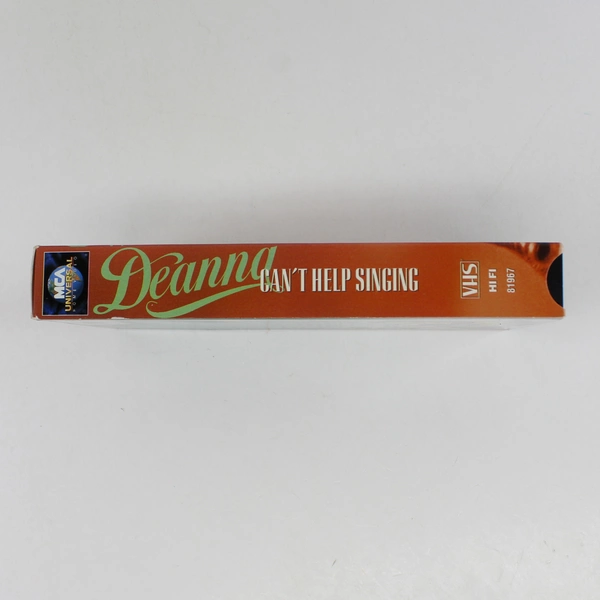 MCA
UNIVERSAL
Deanna
CAN'T HELP SINGING
VHS
HI FI
81967